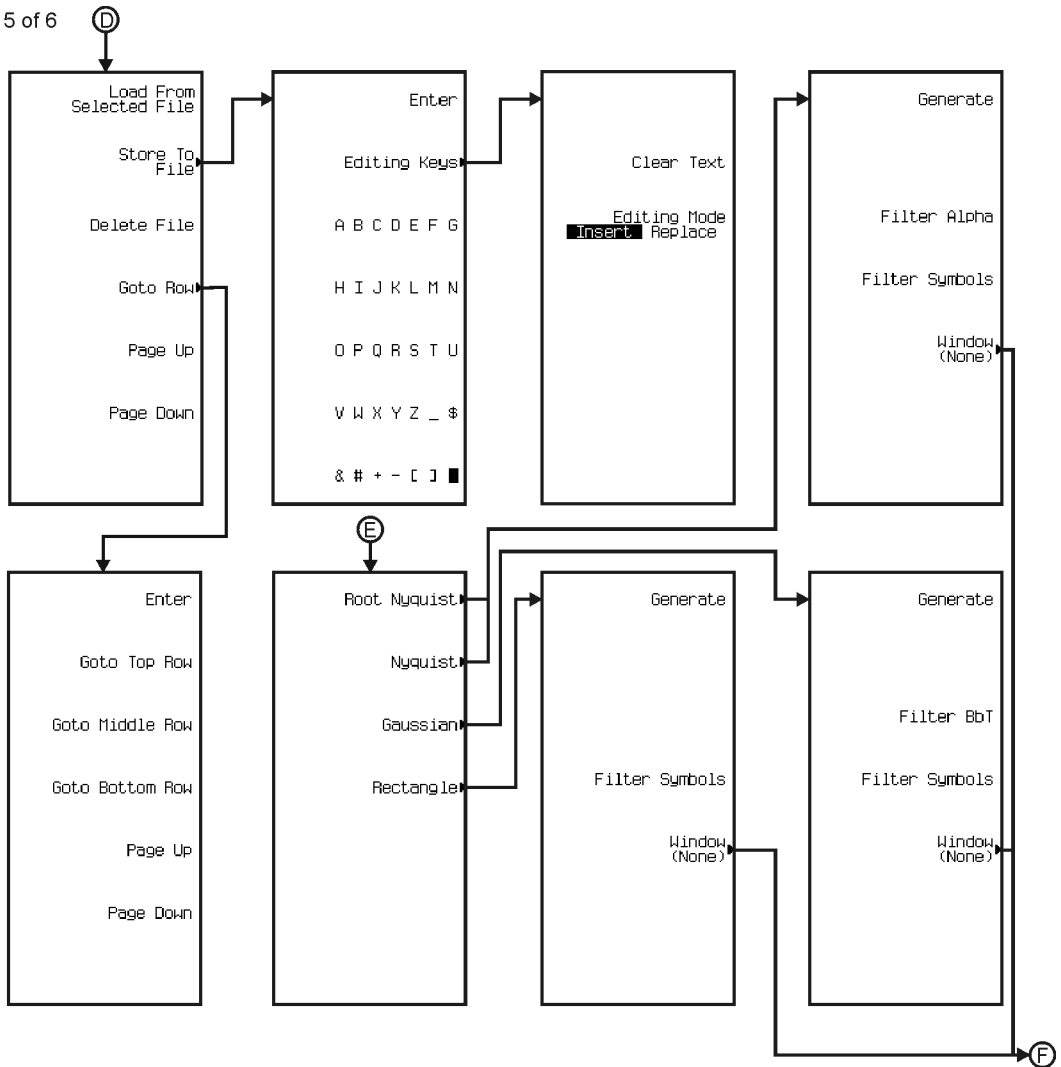 5 of 6
D
Load From
Selected File
Store To
File
Delete File
Goto Row
Page Up
Page Down
Enter
Editing Keys
A B C D E F G
H I J K L M N
O P Q R S T U
V W X Y Z _ $
& # + - [ ] █
Clear Text
Editing Mode
Insert Replace
Generate
Filter Alpha
Filter Symbols
Window
(None)
Enter
Goto Top Row
Goto Middle Row
Goto Bottom Row
Page Up
Page Down
E
Root Nyquist
Nyquist
Gaussian
Rectangle
Generate
Filter Symbols
Window
(None)
Generate
Filter BbT
Filter Symbols
Window
(None)
F